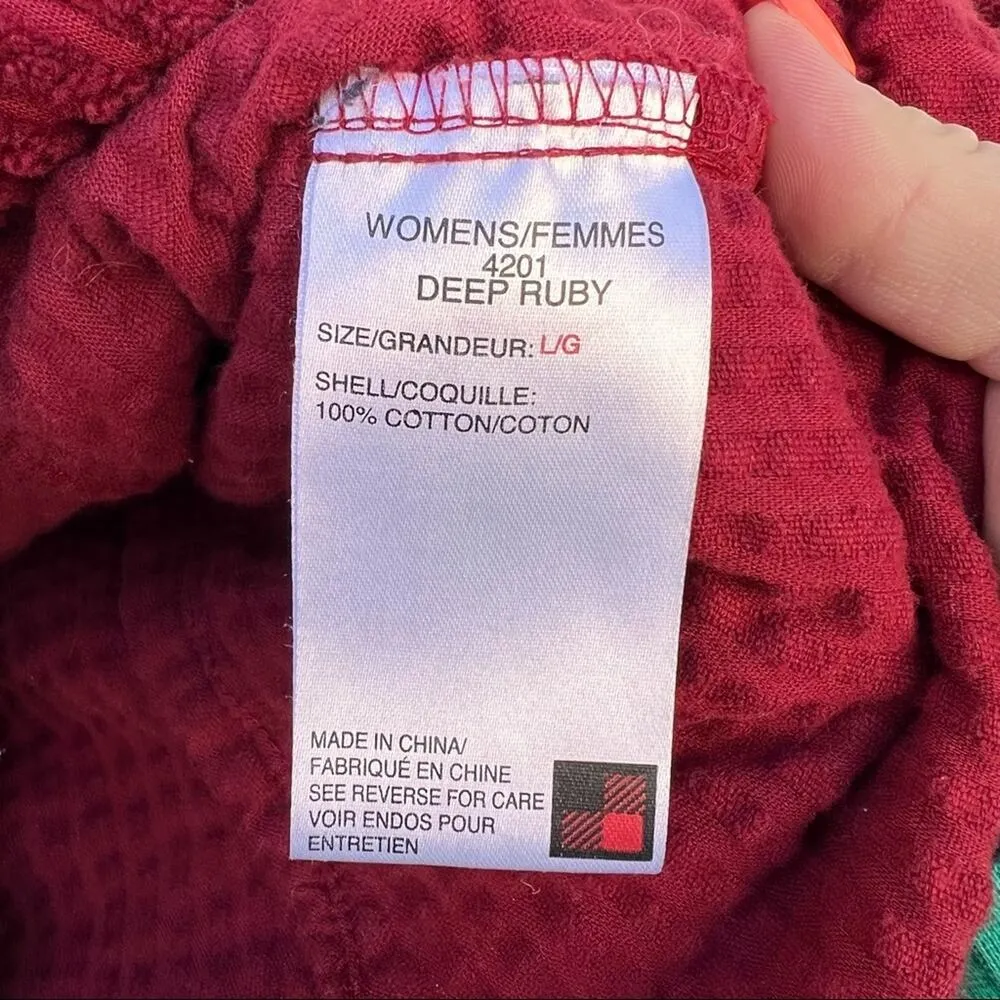 WOMENS/FEMMES
4201
DEEP RUBY
SIZE/GRANDEUR: L/G
SHELL/COQUILLE:
100% COTTON/COTON
MADE IN CHINA/
FABRIQUÉ EN CHINE
SEE REVERSE FOR CARE
VOIR ENDOS POUR
ENTRETIEN